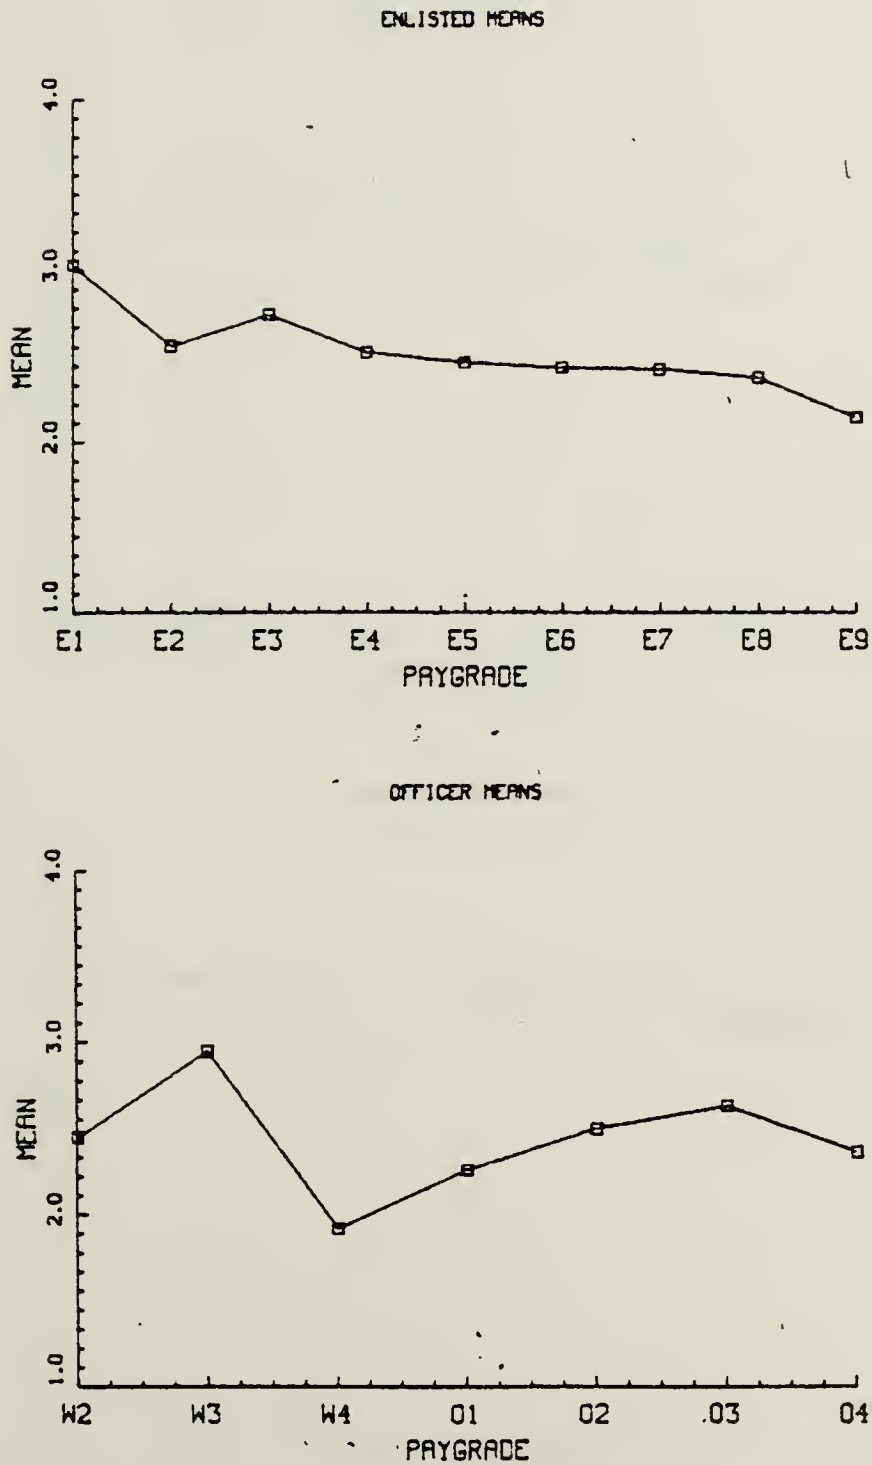 ENLISTED MEANS
4.0
3.0
2.0
1.0
MEAN
E1 E2 E3 E4 E5 E6 E7 E8 E9
PAYGRADE
OFFICER MEANS
4.0
3.0
2.0
1.0
MEAN
W2 W3 W4 O1 O2 O3 O4
PAYGRADE